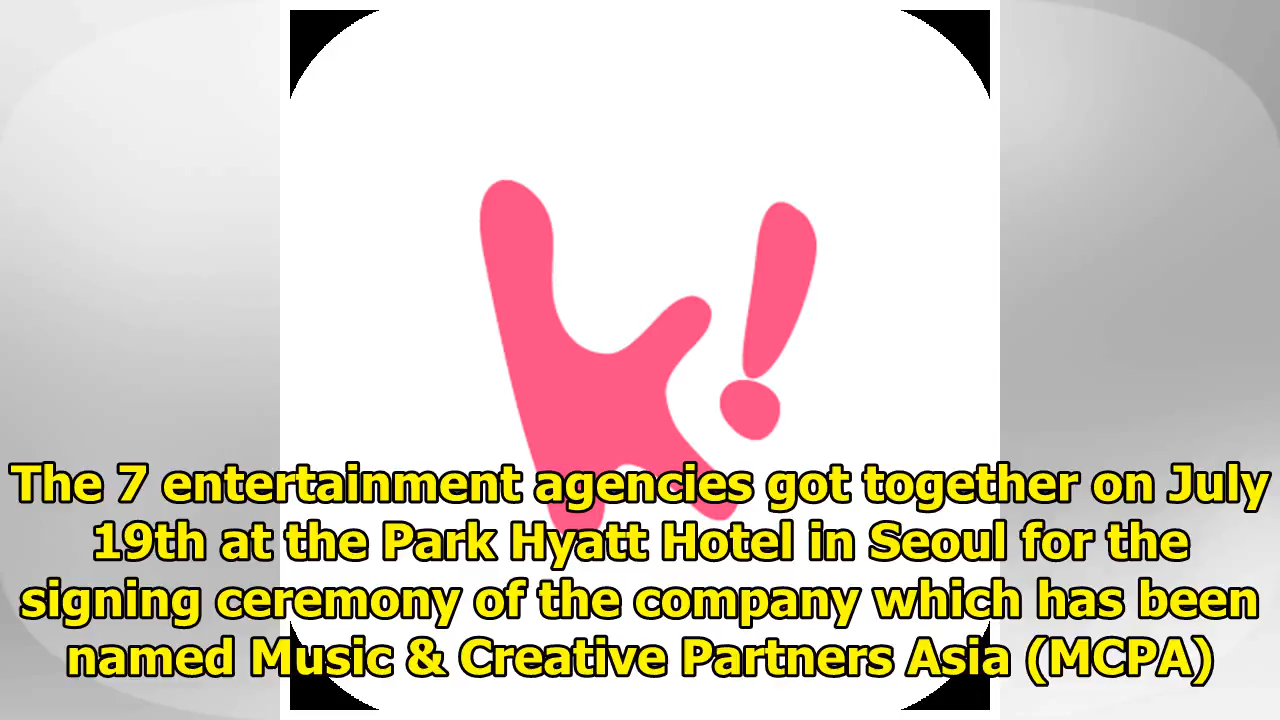 k!
The 7 entertainment agencies got together on July
19th at the Park Hyatt Hotel in Seoul for the
signing ceremony of the company which has been
named Music & Creative Partners Asia (MCPA)